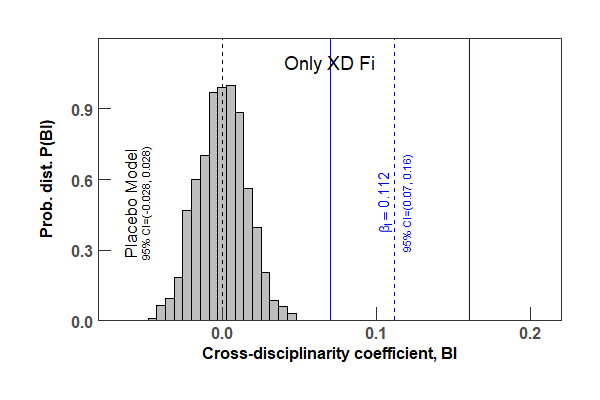 Only XD Fi
Prob. dist. P(BI)
0.9
0.6
0.3
0.0
Placebo Model
95% CI=(-0.028, 0.028)
βI= 0.112
95% CI=(0.07, 0.16)
0.0 0.1 0.2
Cross-disciplinarity coefficient, BI